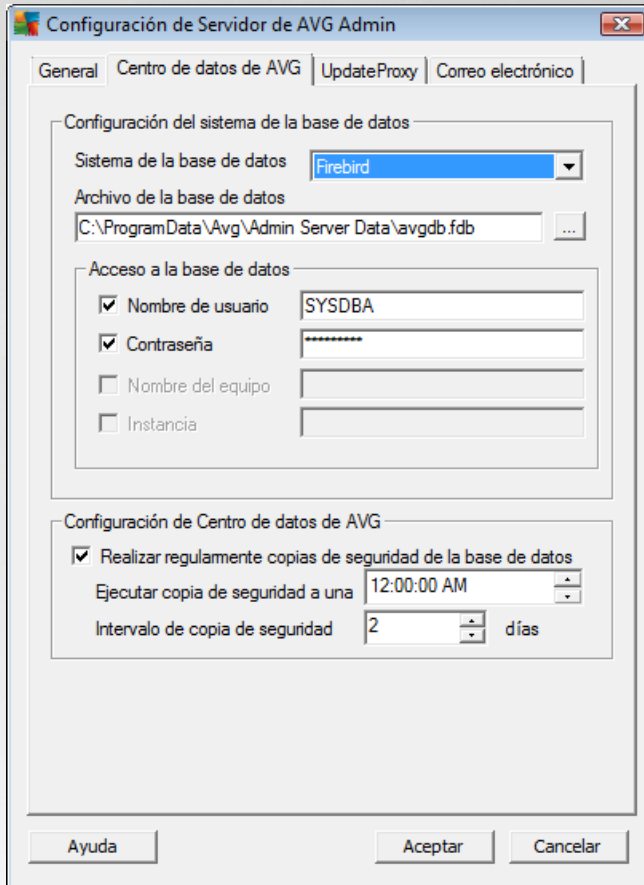 Configuración de Servidor de AVG Admin
General Centro de datos de AVG UpdateProxy Correo electrónico
Configuración del sistema de la base de datos
Sistema de la base de datos Firebird
Archivo de la base de datos
C:\ProgramData\Avg\Admin Server Data\avgdb.fdb ...
Acceso a la base de datos
Nombre de usuario SYSDBA
Contraseña *********
Nombre del equipo
Instancia
Configuración de Centro de datos de AVG
Realizar regularmente copias de seguridad de la base de datos
Ejecutar copia de seguridad a una 12:00:00 AM
Intervalo de copia de seguridad 2 días
Ayuda Aceptar Cancelar